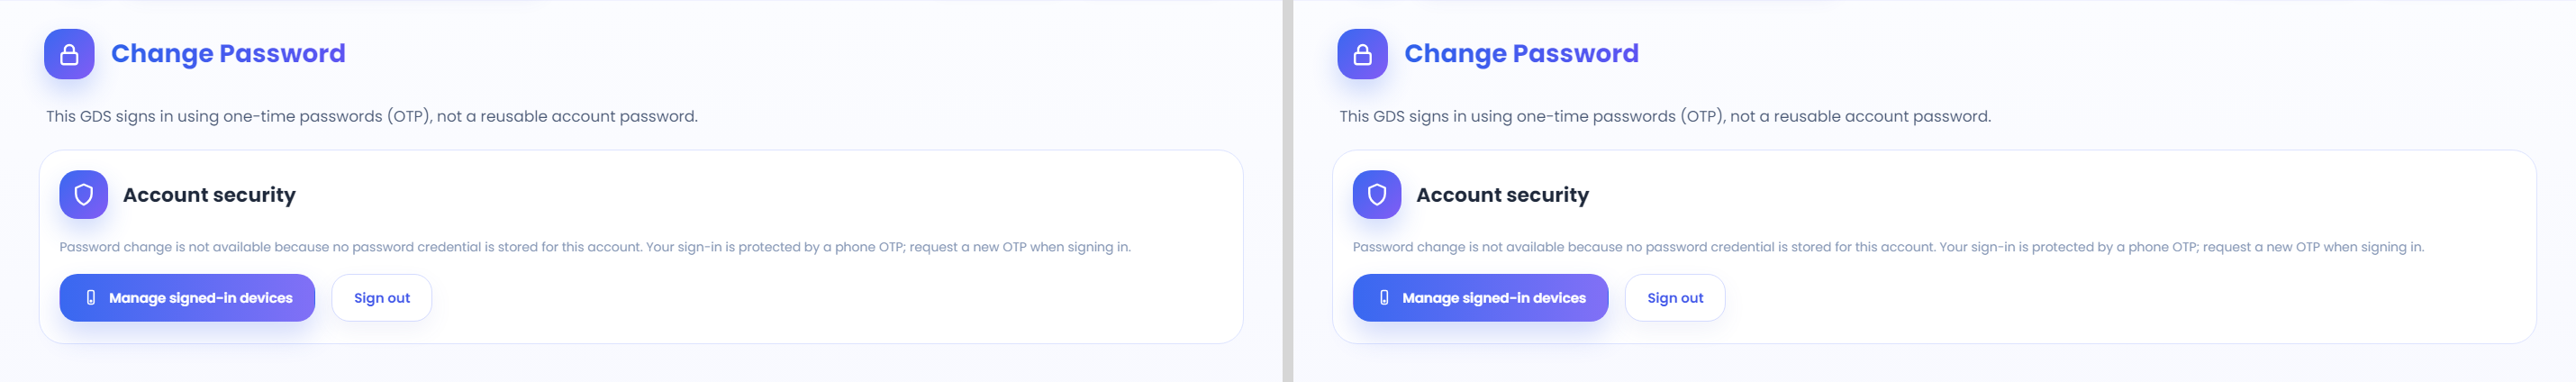 Change Password
This GDS signs in using one-time passwords (OTP), not a reusable account password.
Account security
Password change is not available because no password credential is stored for this account. Your sign-in is protected by a phone OTP; request a new OTP when signing in.
Manage signed-in devices
Sign out
Change Password
This GDS signs in using one-time passwords (OTP), not a reusable account password.
Account security
Password change is not available because no password credential is stored for this account. Your sign-in is protected by a phone OTP; request a new OTP when signing in.
Manage signed-in devices
Sign out